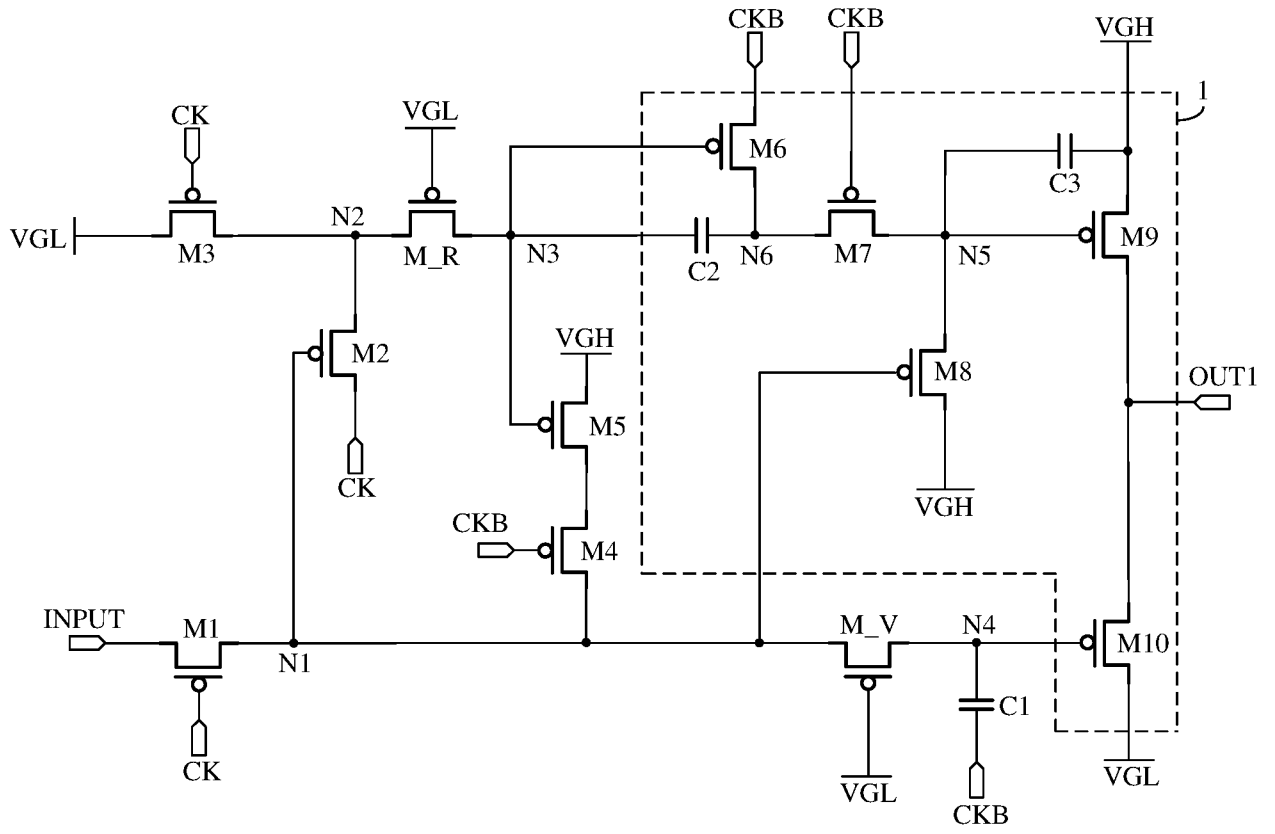 CKB
CKB
VGH
1
CK
VGL
M6
C3
VGL
M3
N2
M_R
N3
C2
N6
M7
N5
M9
M2
VGH
M8
OUT1
M5
CK
VGH
CKB
M4
INPUT
M1
N1
M_V
N4
M10
C1
CK
VGL
CKB
VGL